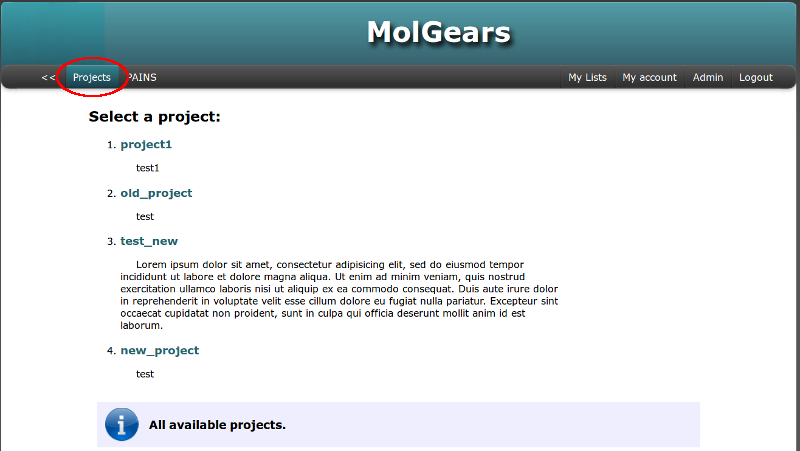 MolGears
<< Projects PAINS My Lists My account Admin Logout
Select a project:
1. project1
test1
2. old_project
test
3. test_new
Lorem ipsum dolor sit amet, consectetur adipisicing elit, sed do eiusmod tempor
incididunt ut labore et dolore magna aliqua. Ut enim ad minim veniam, quis nostrud
exercitation ullamco laboris nisi ut aliquip ex ea commodo consequat. Duis aute irure dolor
in reprehenderit in voluptate velit esse cillum dolore eu fugiat nulla pariatur. Excepteur sint
occaecat cupidatat non proident, sunt in culpa qui officia deserunt mollit anim id est
laborum.
4. new_project
test
All available projects.